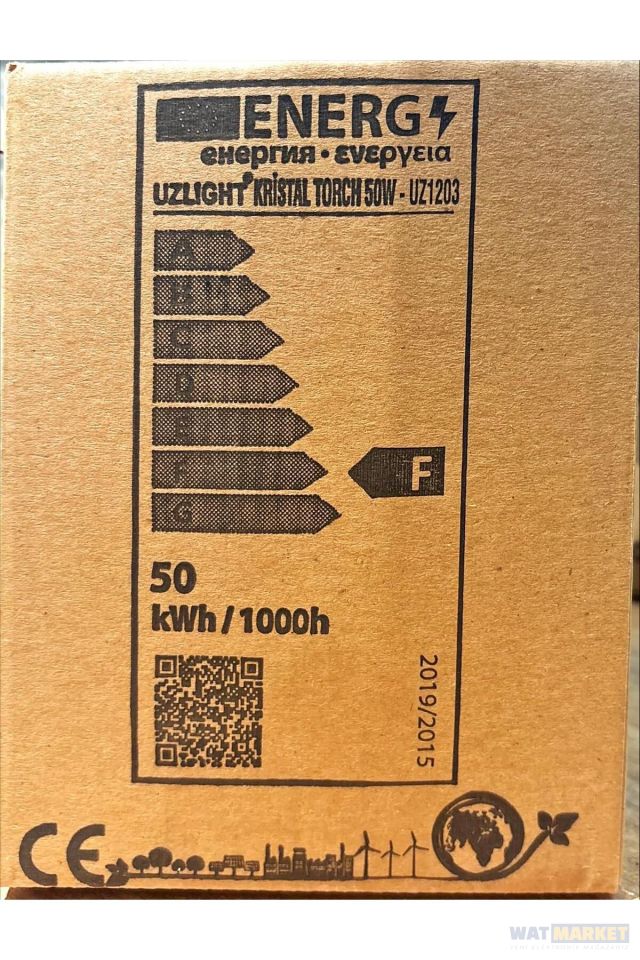 ENERG
енергия · ενεργεια
UZLIGHT® KRİSTAL TORCH 50W - UZ1203
A
B
C
D
E
F
F
G
50
kWh / 1000h
2019/2015
CE
WATMARKET